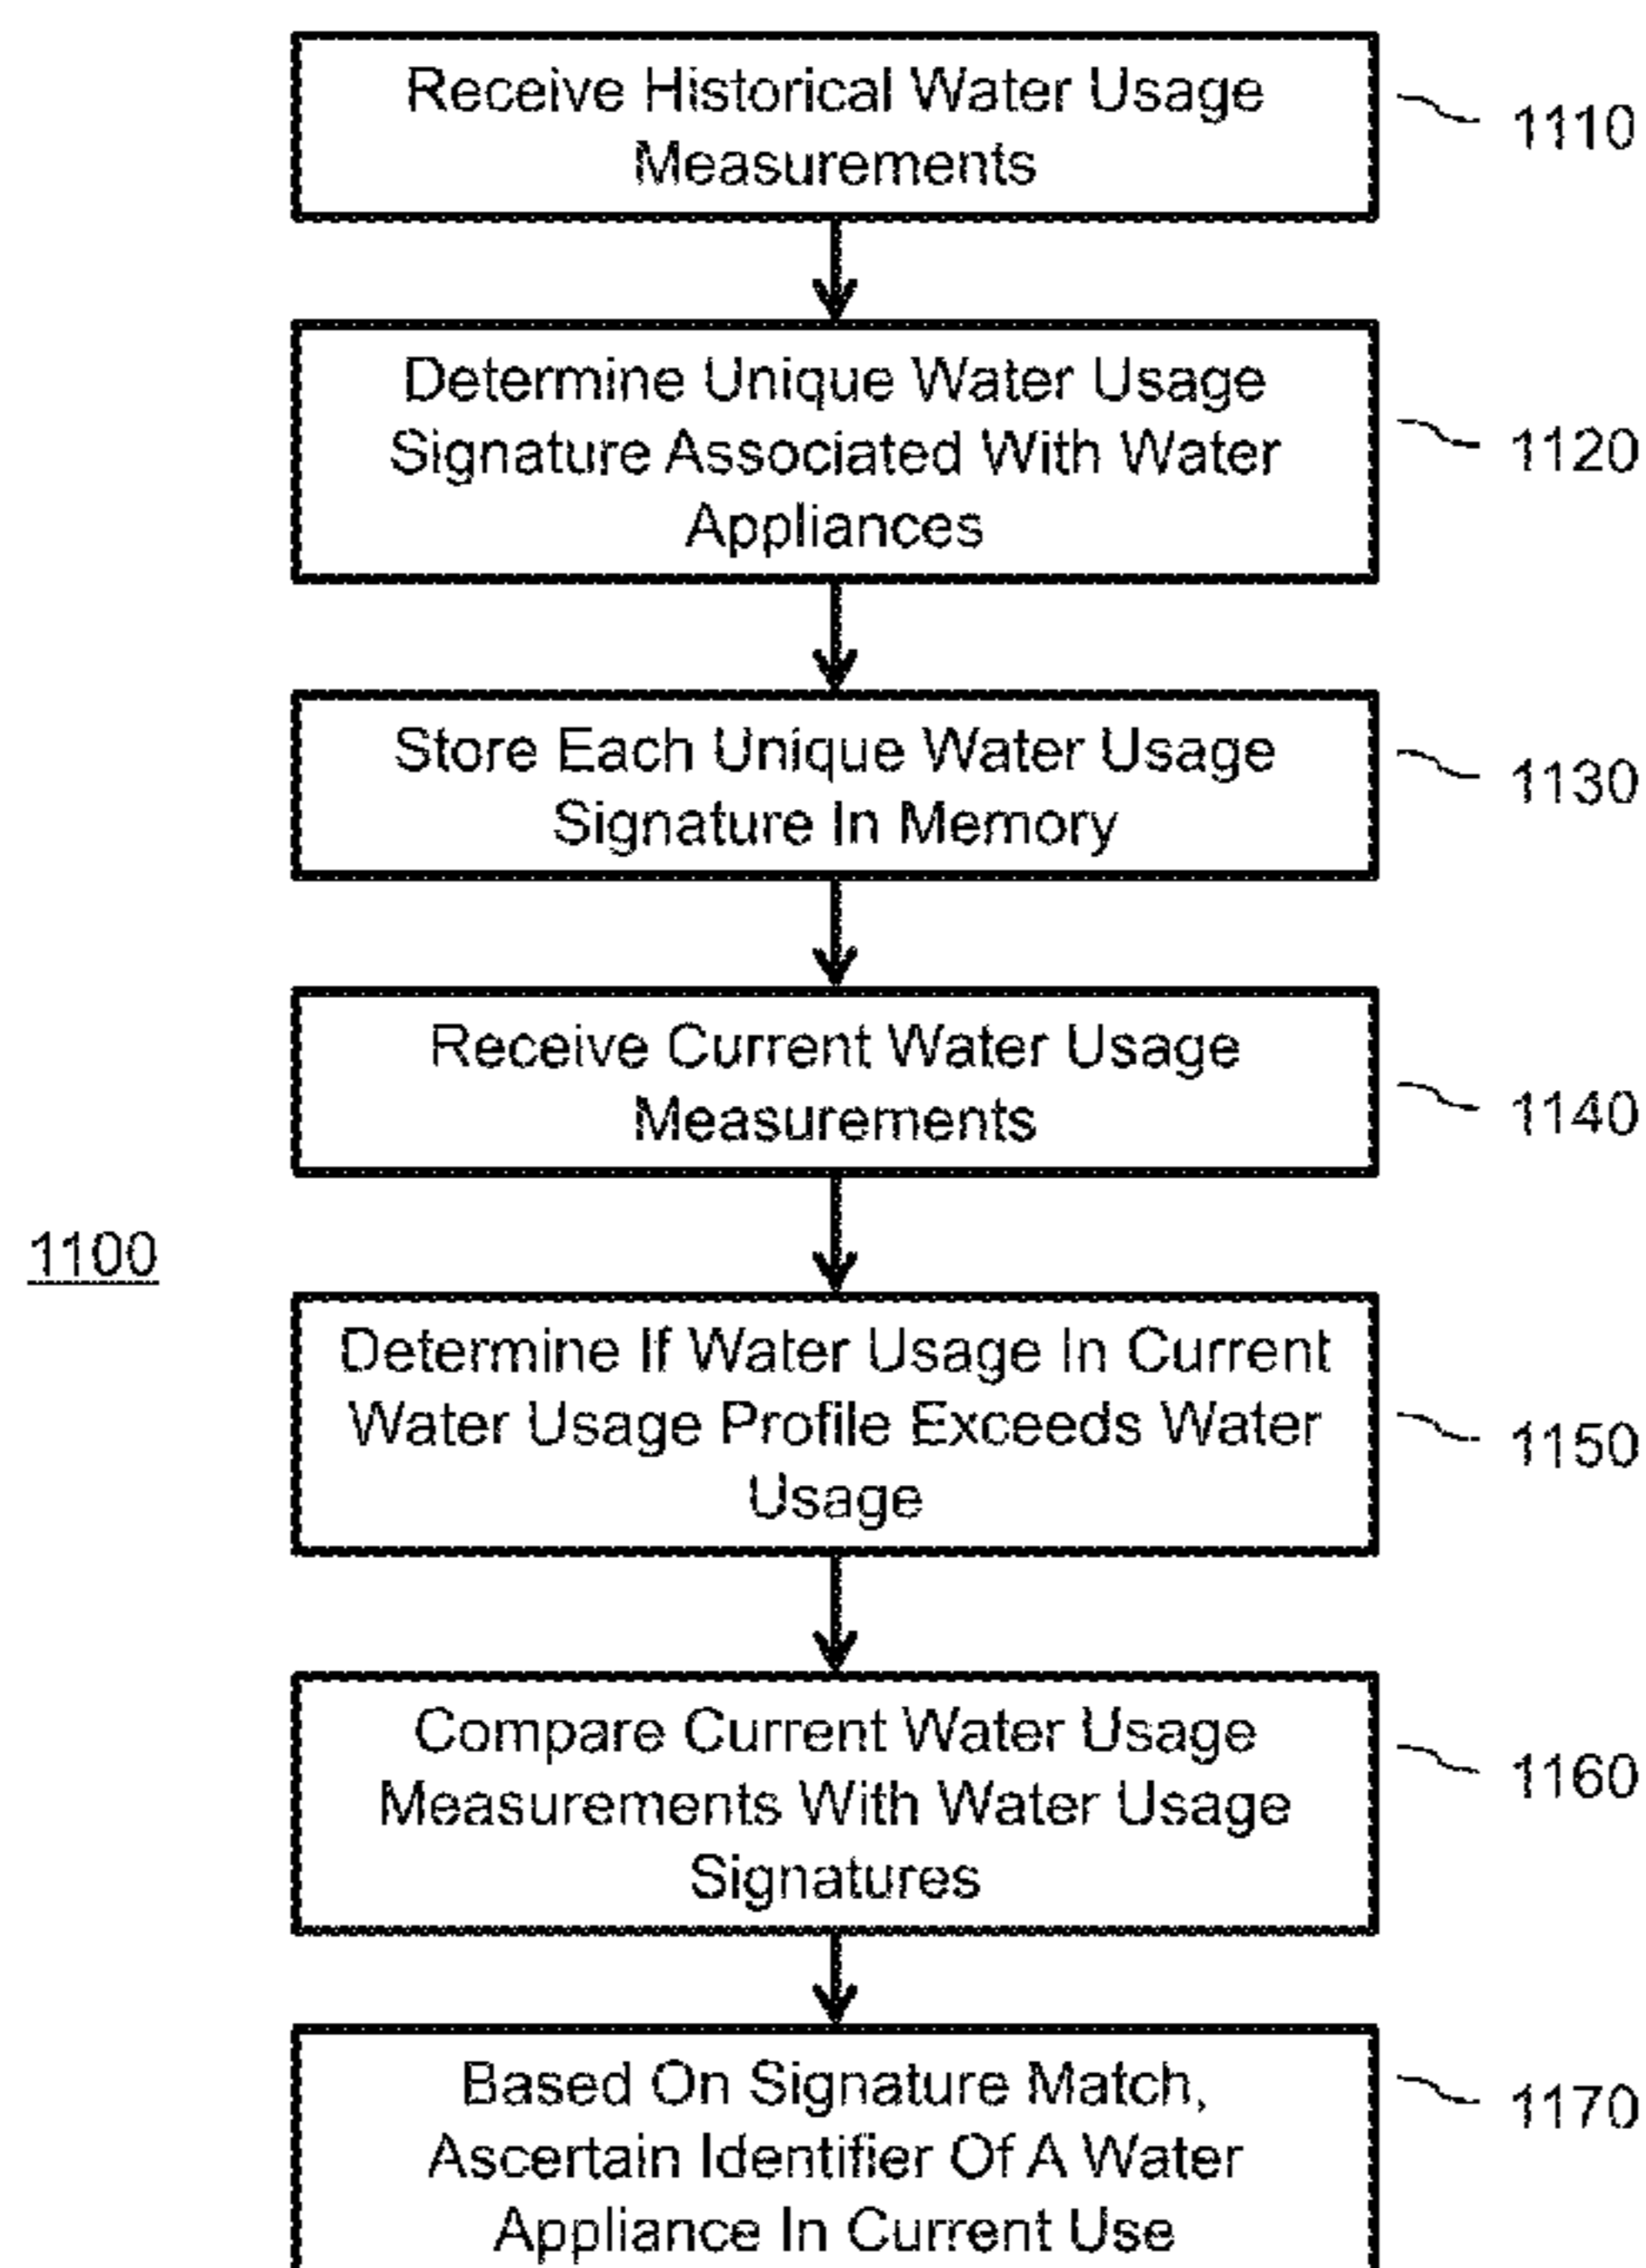 Receive Historical Water Usage
Measurements
1110
Determine Unique Water Usage
Signature Associated With Water
Appliances
1120
Store Each Unique Water Usage
Signature In Memory
1130
Receive Current Water Usage
Measurements
1140
1100
Determine If Water Usage In Current
Water Usage Profile Exceeds Water
Usage
1150
Compare Current Water Usage
Measurements With Water Usage
Signatures
1160
Based On Signature Match,
Ascertain Identifier Of A Water
Appliance In Current Use
1170